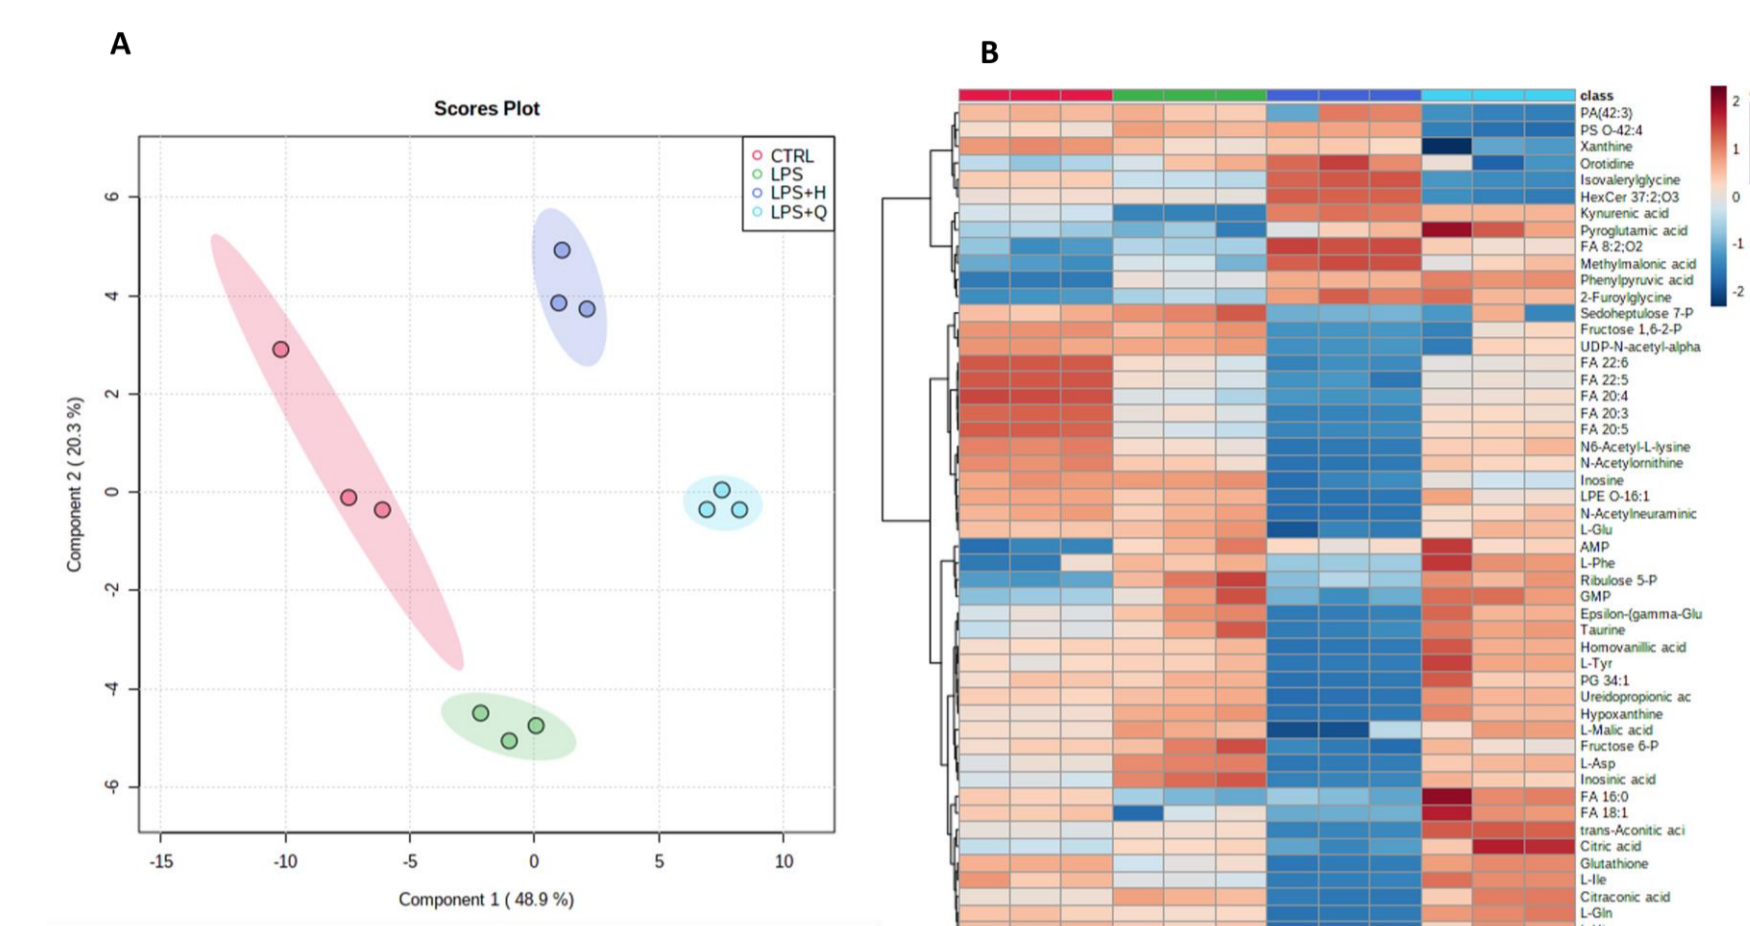 A
Scores Plot
CTRL
LPS
LPS+H
LPS+Q
6
4
2
0
-2
-4
-6
Component 2 ( 20.3 %)
-15
-10
-5
0
5
10
Component 1 ( 48.9 %)
B
class
PA(42:3)
PS O-42:4
Xanthine
Orotidine
Isovalerylglycine
HexCer 37:2;O3
Kynurenic acid
Pyroglutamic acid
FA 8:2;O2
Methylmalonic acid
Phenylpyruvic acid
2-Furoylglycine
Sedoheptulose 7-P
Fructose 1,6-2-P
UDP-N-acetyl-alpha
FA 22:6
FA 22:5
FA 20:4
FA 20:3
FA 20:5
N6-Acetyl-L-lysine
N-Acetylornithine
Inosine
LPE O-16:1
N-Acetylneuraminic
L-Glu
AMP
L-Phe
Ribulose 5-P
GMP
Epsilon-(gamma-Glu
Taurine
Homovanillic acid
L-Tyr
PG 34:1
Ureidopropionic ac
Hypoxanthine
L-Malic acid
Fructose 6-P
L-Asp
Inosinic acid
FA 16:0
FA 18:1
trans-Aconitic aci
Citric acid
Glutathione
L-Ile
Citraconic acid
L-Gln
2
1
0
-1
-2